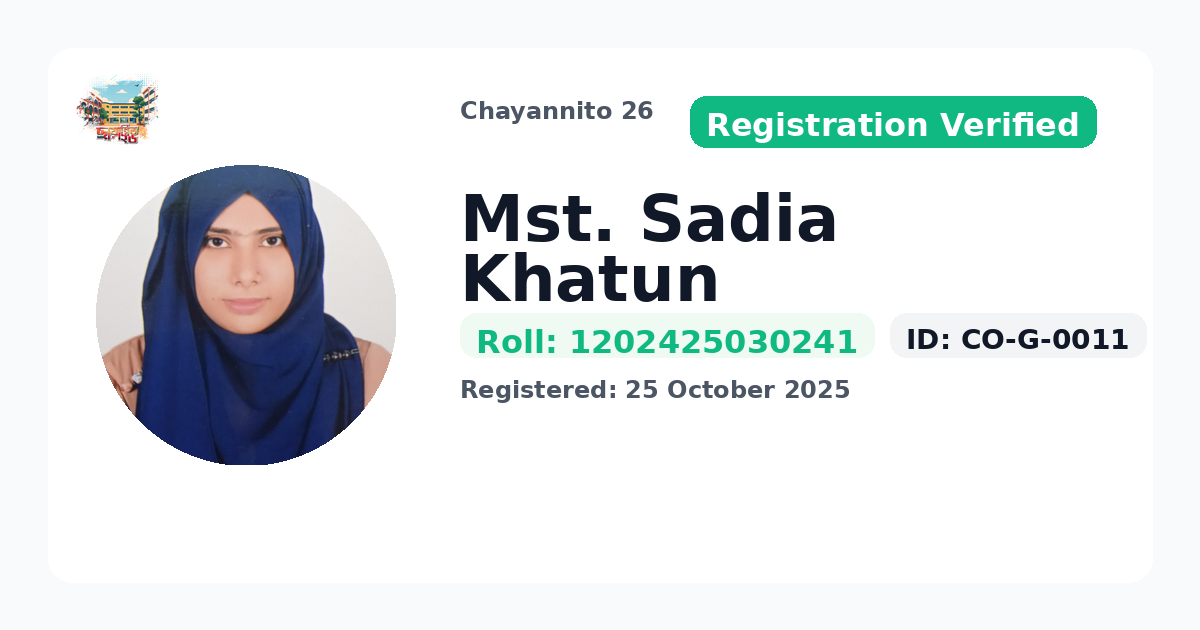 Chayannito 26
Registration Verified
Mst. Sadia
Khatun
Roll: 1202425030241
ID: CO-G-0011
Registered: 25 October 2025